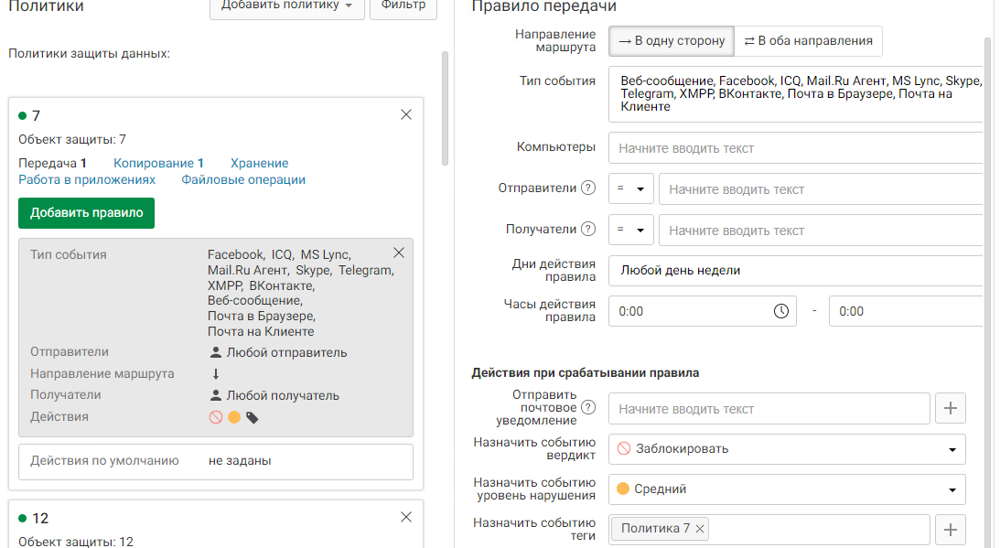 Политики
Добавить политику
Фильтр
Политики защиты данных:
7
Объект защиты: 7
Передача 1 Копирование 1 Хранение
Работа в приложениях Файловые операции
Добавить правило
Тип события
Facebook, ICQ, MS Lync,
Mail.Ru Агент, Skype, Telegram,
XMPP, ВКонтакте,
Веб-сообщение,
Почта в Браузере,
Почта на Клиенте
Отправители
Любой отправитель
Направление маршрута
Получатели
Любой получатель
Действия
Действия по умолчанию
не заданы
12
Объект защиты: 12
Правило передачи
Направление
маршрута
→ В одну сторону
⇄ В оба направления
Тип события
Веб-сообщение, Facebook, ICQ, Mail.Ru Агент, MS Lync, Skype,
Telegram, XMPP, ВКонтакте, Почта в Браузере, Почта на
Клиенте
Компьютеры
Начните вводить текст
Отправители ?
=
Начните вводить текст
Получатели ?
=
Начните вводить текст
Дни действия
правила
Любой день недели
Часы действия
правила
0:00
-
0:00
Действия при срабатывании правила
Отправить
почтовое ?
уведомление
Начните вводить текст
Назначить событию
вердикт
Заблокировать
Назначить событию
уровень нарушения
Средний
Назначить событию
теги
Политика 7